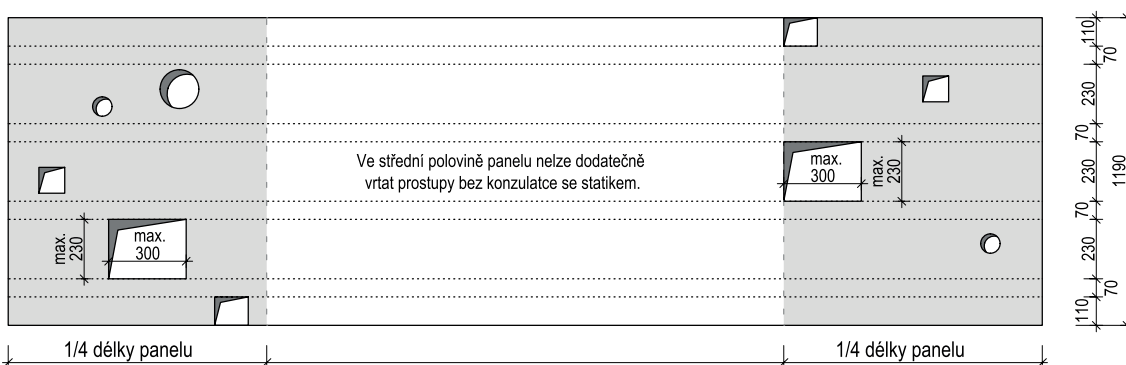 110
70
230
70
230
70
230
70
110
1190
Ve střední polovině panelu nelze dodatečně
vrtat prostupy bez konzulatce se statikem.
max.
300
max.
230
max.
230
max.
300
1/4 délky panelu
1/4 délky panelu